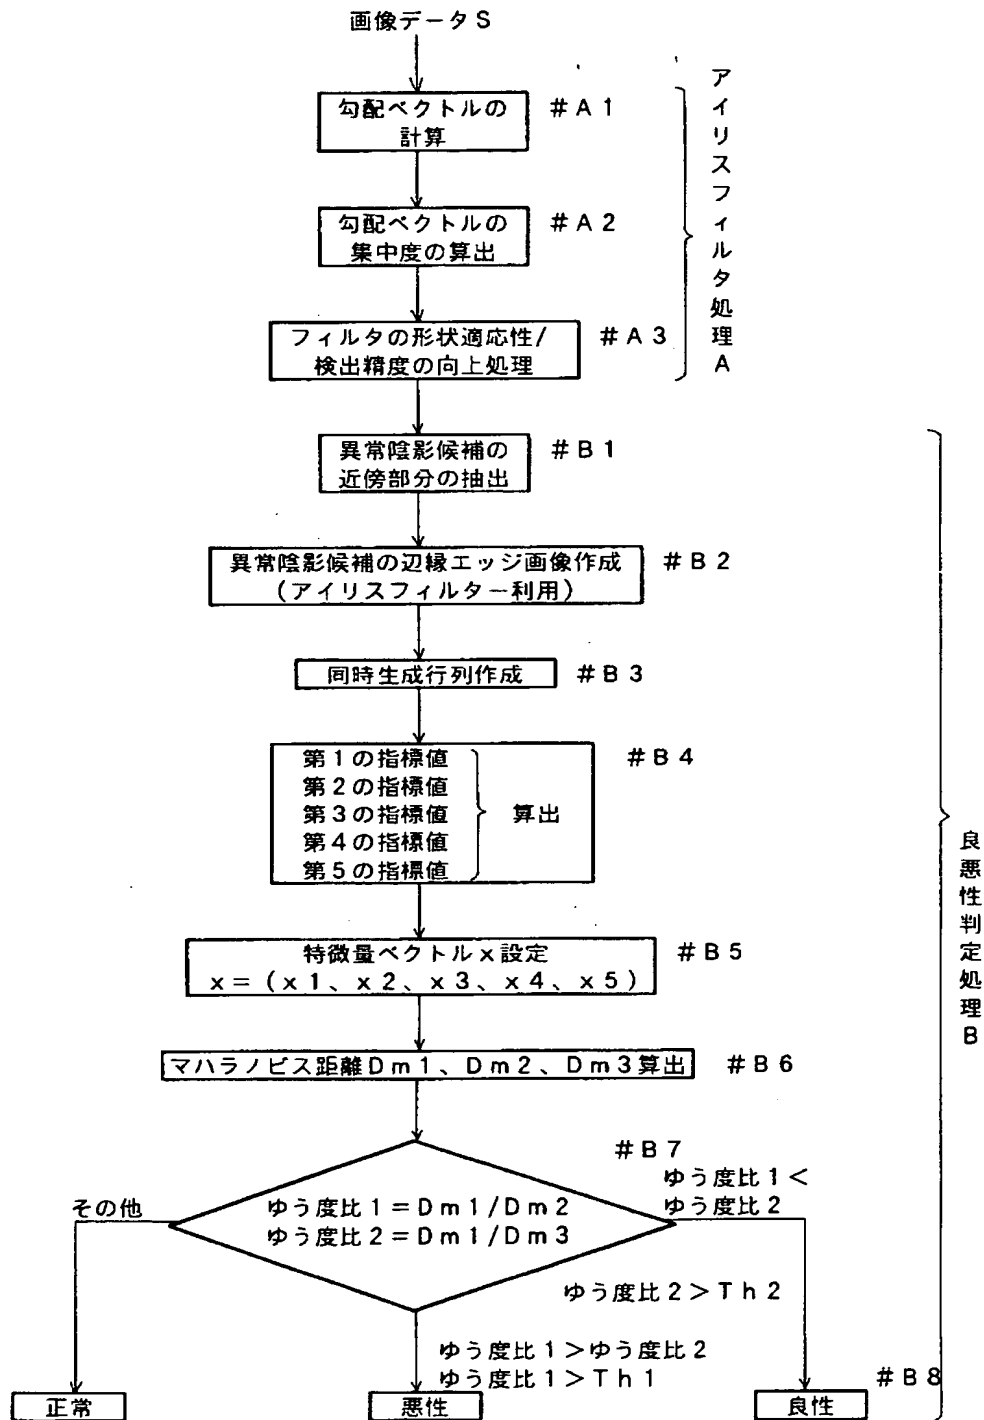 画像データS
勾配ベクトルの
計算
#A1
勾配ベクトルの
集中度の算出
#A2
フィルタの形状適応性/
検出精度の向上処理
#A3
アイリスフィルタ処理A
異常陰影候補の
近傍部分の抽出
#B1
異常陰影候補の辺縁エッジ画像作成
(アイリスフィルター利用)
#B2
同時生成行列作成
#B3
第1の指標値
第2の指標値
第3の指標値
第4の指標値
第5の指標値
算出
#B4
特徴量ベクトルx設定
x=(x1、x2、x3、x4、x5)
#B5
マハラノビス距離Dm1、Dm2、Dm3算出
#B6
#B7
ゆう度比1=Dm1/Dm2
ゆう度比2=Dm1/Dm3
その他
ゆう度比1<
ゆう度比2
ゆう度比2>Th2
ゆう度比1>ゆう度比2
ゆう度比1>Th1
#B8
正常
悪性
良性
良悪性判定処理B